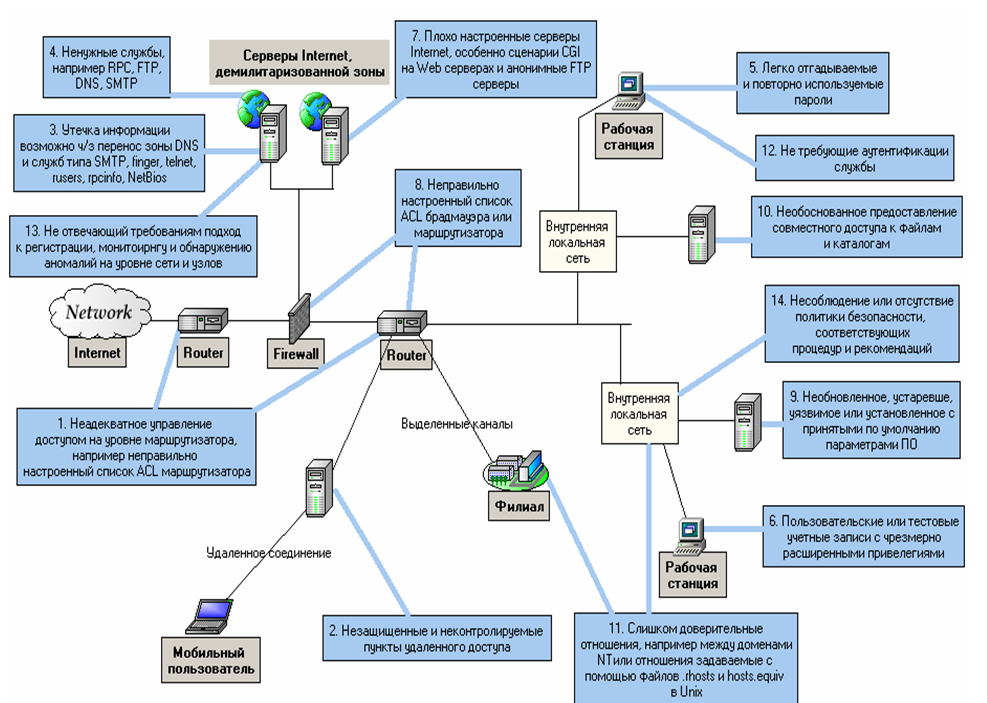 4. Ненужные службы,
например RPC, FTP,
DNS, SMTP
Серверы Internet,
демилитаризованной зоны
7. Плохо настроенные серверы
Internet, особенно сценарии CGI
на Web серверах и анонимные FTP
серверы
5. Легко отгадываемые
и повторно используемые
пароли
Рабочая
станция
3. Утечка информации
возможно ч/з перенос зоны DNS
и служб типа SMTP, finger, telnet,
rusers, rpcinfo, NetBios
12. Не требующие аутентификации
службы
8. Неправильно
настроенный список
ACL брадмауэра или
маршрутизатора
13. Не отвечающий требованиям подход
к регистрации, монитоирнгу и обнаружению
аномалий на уровне сети и узлов
Внутренняя
локальная
сеть
10. Необоснованное предоставление
совместного доступа к файлам
и каталогам
Network
Internet
Router
Firewall
Router
14. Несоблюдение или отсутствие
политики безопасности,
соответствующих
процедур и рекомендаций
1. Неадекватное управление
доступом на уровне маршрутизатора,
например неправильно
настроенный список ACL маршрутизатора
Выделенные каналы
Внутренняя
локальная
сеть
9. Необновленное, устаревше,
уязвимое или установленное с
принятыми по умолчанию
параметрами ПО
Филиал
6. Пользовательские или тестовые
учетные записи с чрезмерно
расширенными привелегиями
Удаленное соединение
Рабочая
станция
Мобильный
пользователь
2. Незащищенные и неконтролируемые
пункты удаленного доступа
11. Слишком доверительные
отношения, например между доменами
NTили отношения задаваемые с
помощью файлов .rhosts и hosts.equiv
в Unix